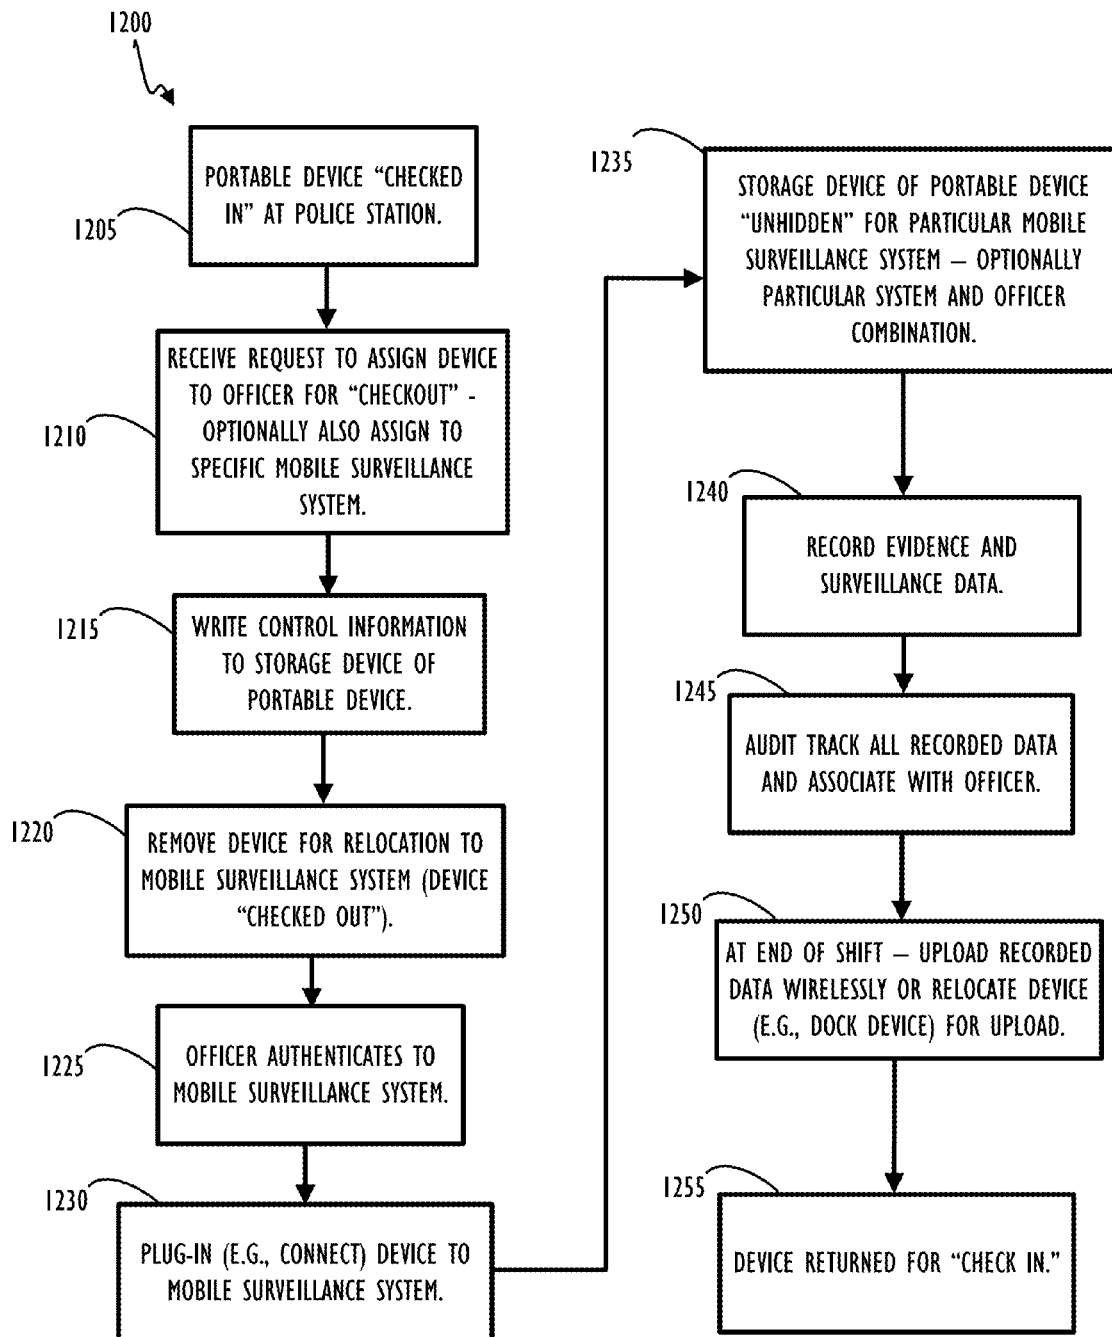 1200
1205
PORTABLE DEVICE “CHECKED
IN” AT POLICE STATION.
1210
RECEIVE REQUEST TO ASSIGN DEVICE
TO OFFICER FOR “CHECKOUT” -
OPTIONALLY ALSO ASSIGN TO
SPECIFIC MOBILE SURVEILLANCE
SYSTEM.
1215
WRITE CONTROL INFORMATION
TO STORAGE DEVICE OF
PORTABLE DEVICE.
1220
REMOVE DEVICE FOR RELOCATION TO
MOBILE SURVEILLANCE SYSTEM (DEVICE
“CHECKED OUT”).
1225
OFFICER AUTHENTICATES TO
MOBILE SURVEILLANCE SYSTEM.
1230
PLUG-IN (E.G., CONNECT) DEVICE TO
MOBILE SURVEILLANCE SYSTEM.
1235
STORAGE DEVICE OF PORTABLE DEVICE
“UNHIDDEN” FOR PARTICULAR MOBILE
SURVEILLANCE SYSTEM – OPTIONALLY
PARTICULAR SYSTEM AND OFFICER
COMBINATION.
1240
RECORD EVIDENCE AND
SURVEILLANCE DATA.
1245
AUDIT TRACK ALL RECORDED DATA
AND ASSOCIATE WITH OFFICER.
1250
AT END OF SHIFT – UPLOAD RECORDED
DATA WIRELESSLY OR RELOCATE DEVICE
(E.G., DOCK DEVICE) FOR UPLOAD.
1255
DEVICE RETURNED FOR “CHECK IN.”